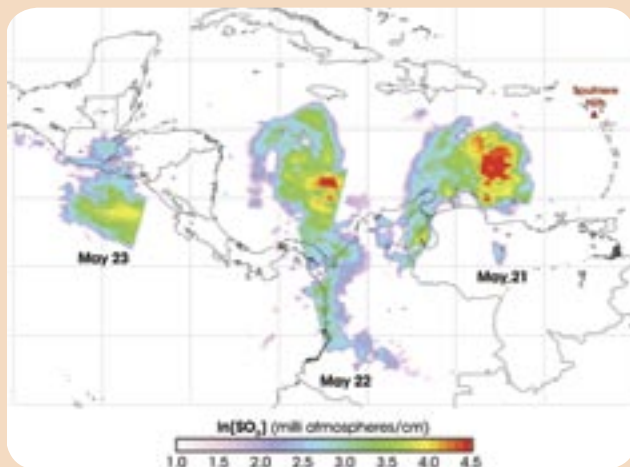 Soufriere
Hills
May 23
May 21
May 22
ln[SO₂] (milli atmospheres/cm)
1.0 1.5 2.0 2.5 3.0 3.5 4.0 4.5